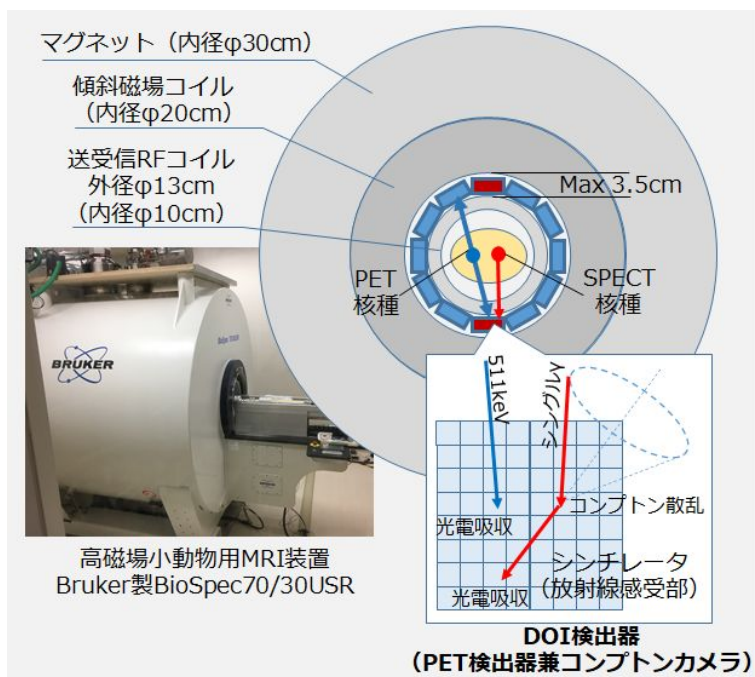 マグネット（内径φ30cm）
傾斜磁場コイル
（内径φ20cm）
送受信RFコイル
外径φ13cm
（内径φ10cm）
Max 3.5cm
PET
核種
SPECT
核種
BRUKER
511keV
シングルγ
コンプトン散乱
光電吸収
シンチレータ
（放射線感受部）
光電吸収
高磁場小動物用MRI装置
Bruker製BioSpec70/30USR
DOI検出器
（PET検出器兼コンプトンカメラ）